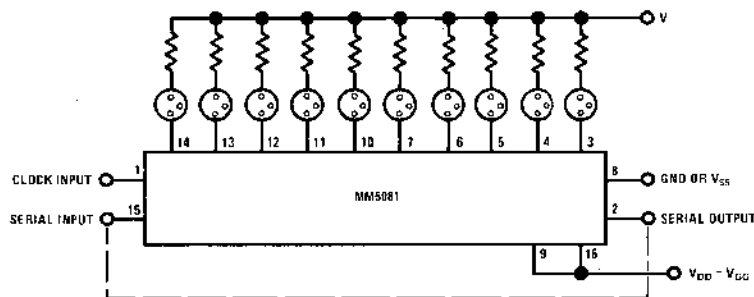 V
14 13 12 11 10 7 6 5 4 3
CLOCK INPUT 1 8 GND OR VSS
MM5081
SERIAL INPUT 15 2 SERIAL OUTPUT
9 16
VDD - VGG